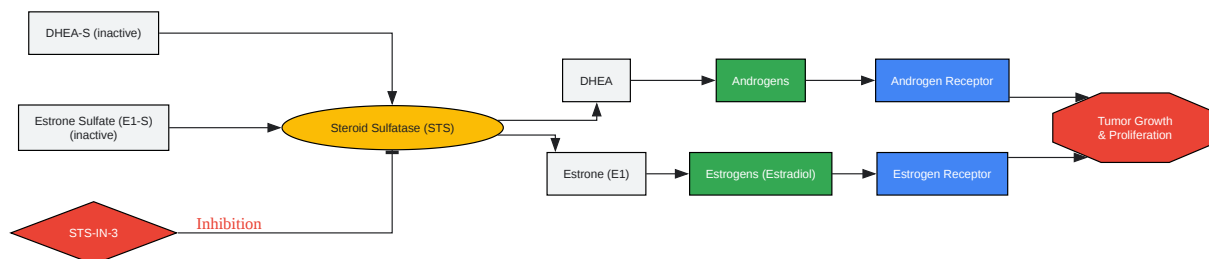 DHEA-S (inactive)
DHEA
Androgens
Androgen Receptor
Estrone Sulfate (E1-S)
(inactive)
Steroid Sulfatase (STS)
Tumor Growth
& Proliferation
Estrone (E1)
Estrogens (Estradiol)
Estrogen Receptor
STS-IN-3
Inhibition